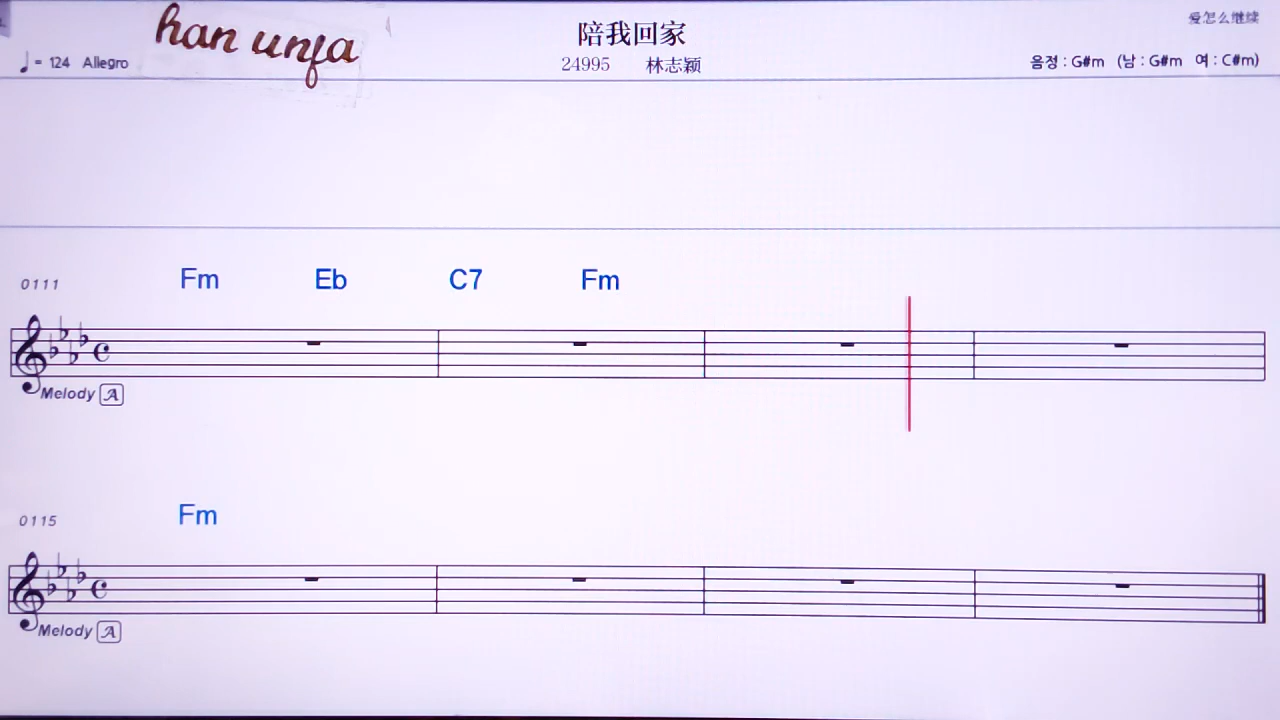 han unfa
陪我回家
爱怎么继续
♩ = 124 Allegro
24995 林志颖
음정 : G#m (남 : G#m 여 : C#m)
0111 Fm Eb C7 Fm
Melody A
0115 Fm
Melody A